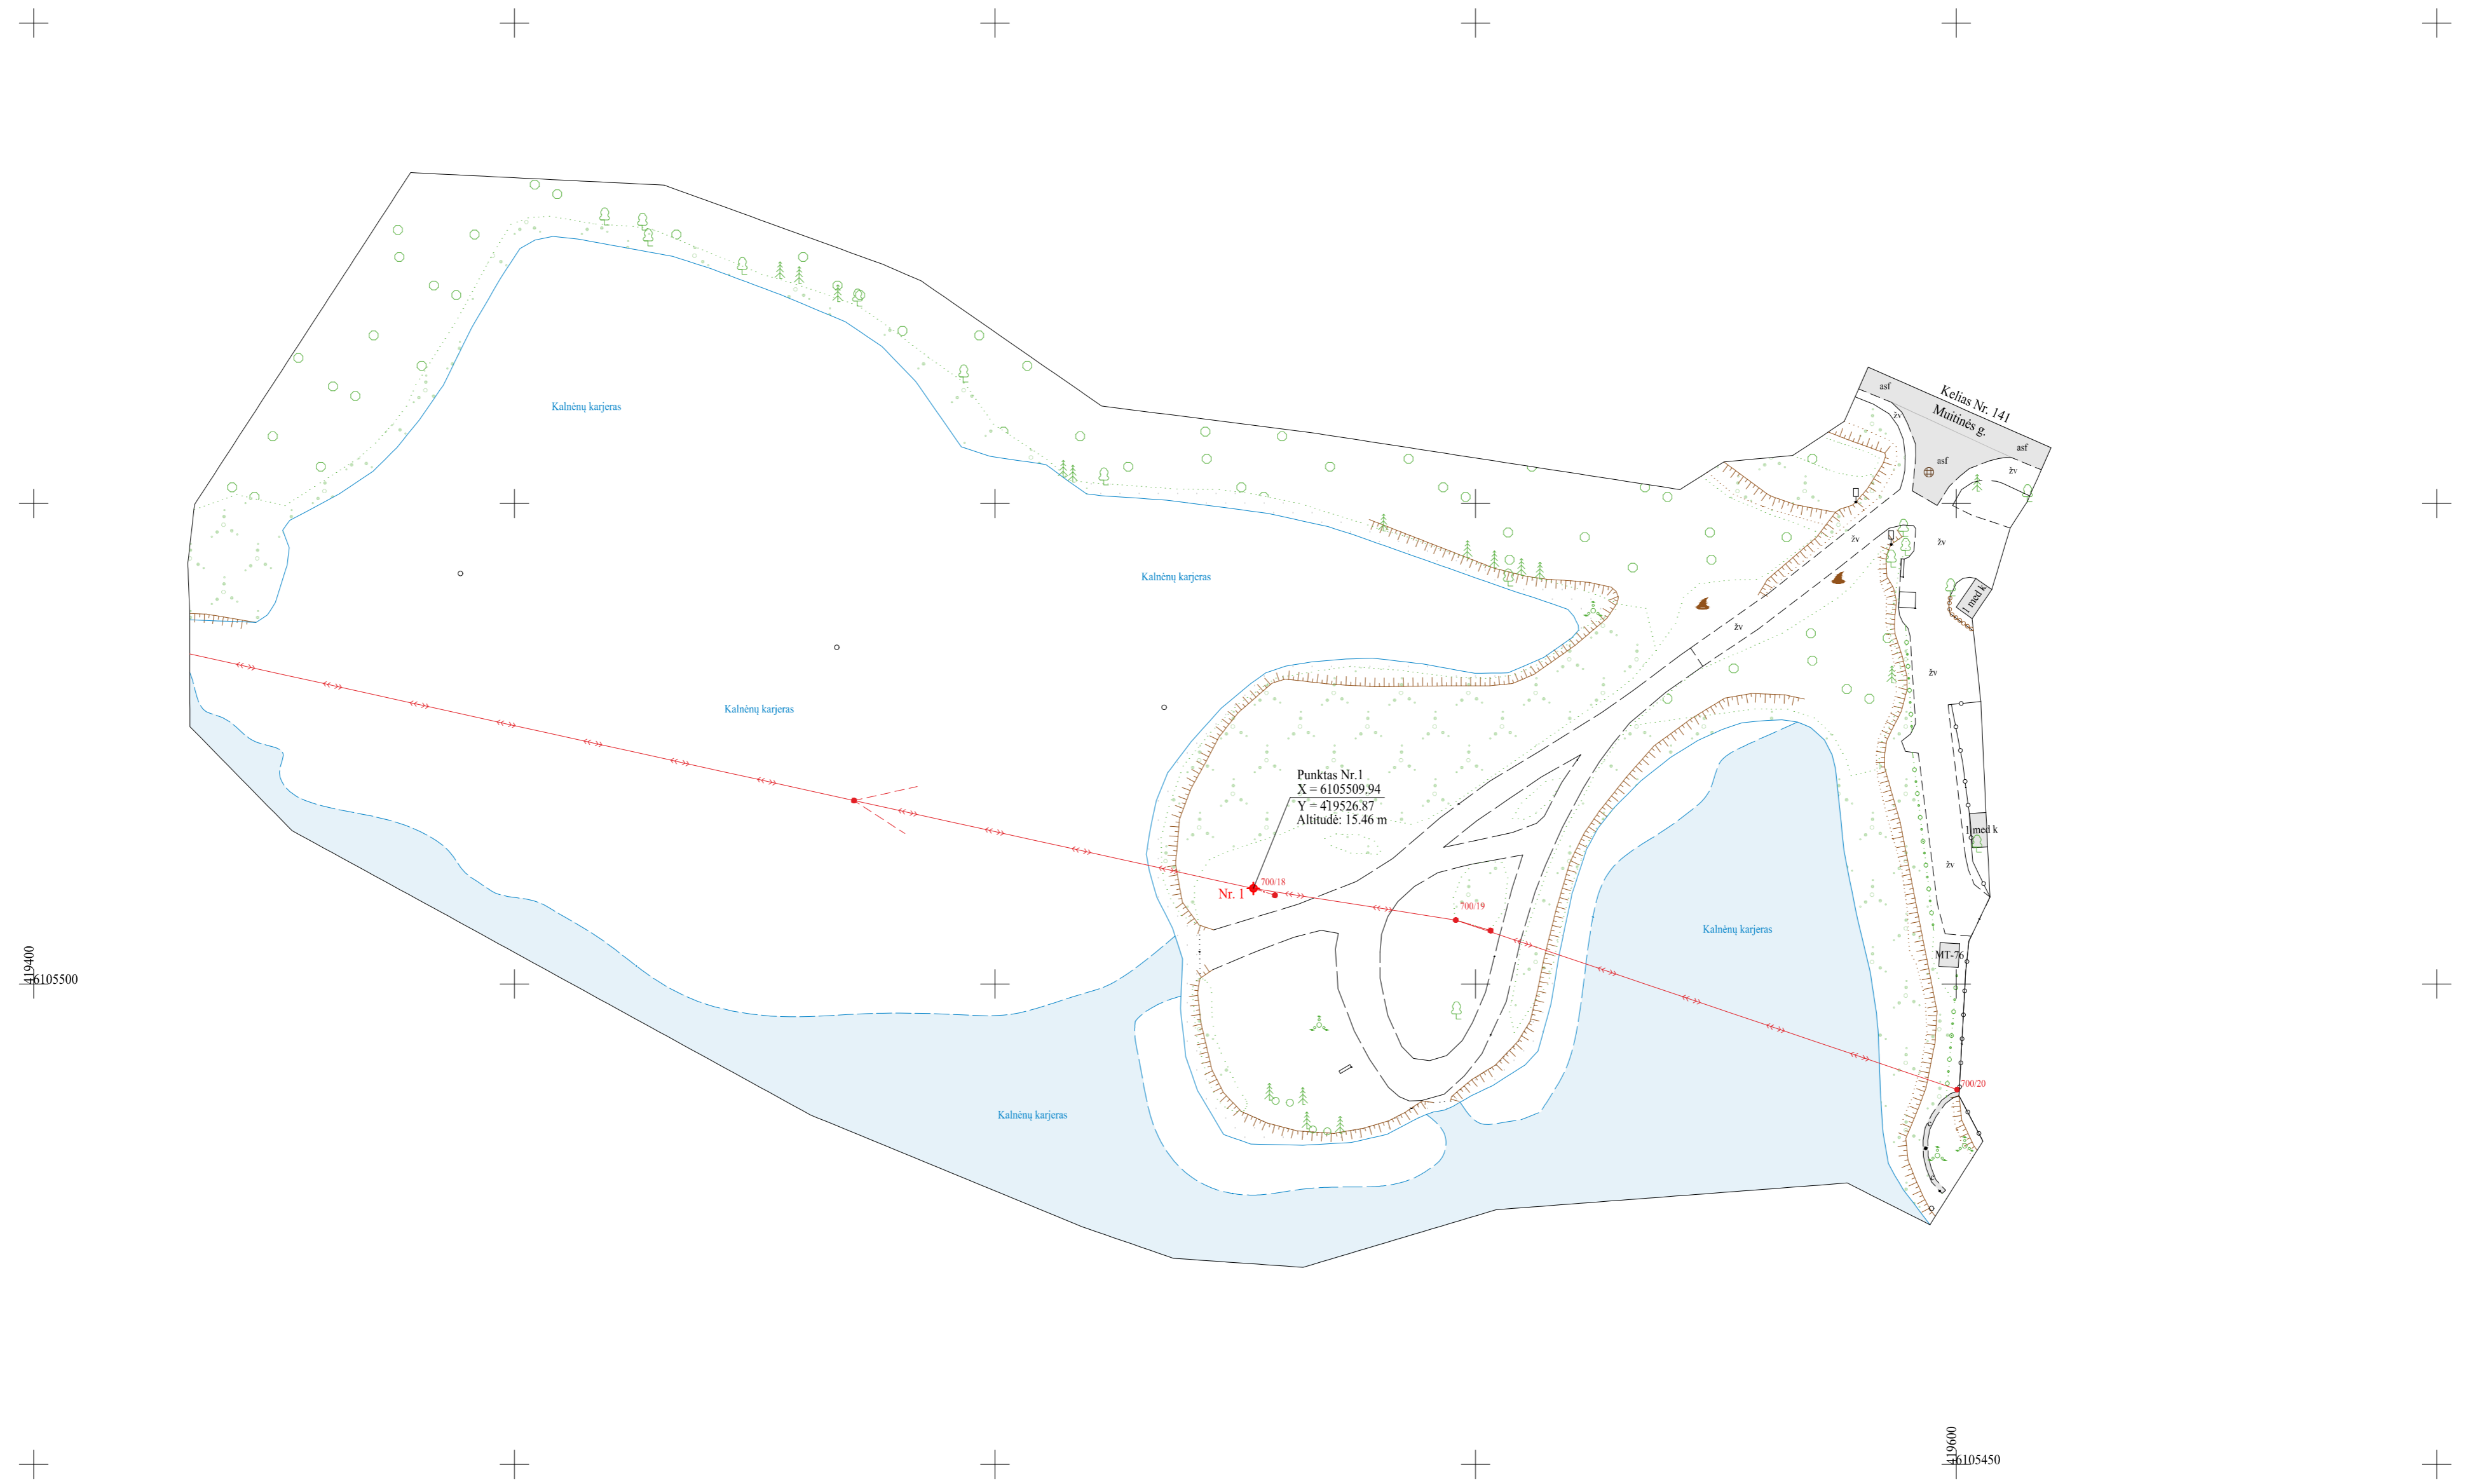 asf
Kelias Nr. 141
Muitinės g.
žv
asf
asf
žv
Kalnėnų karjeras
žv
žv
Kalnėnų karjeras
1 med k
žv
žv
Kalnėnų karjeras
Punktas Nr.1
X = 6105509.94
Y = 419526.87
Altitudė: 15.46 m
1 med k
žv
700/18
Nr. 1
700/19
Kalnėnų karjeras
MT-76
419400
6105500
700/20
Kalnėnų karjeras
419600
6105450